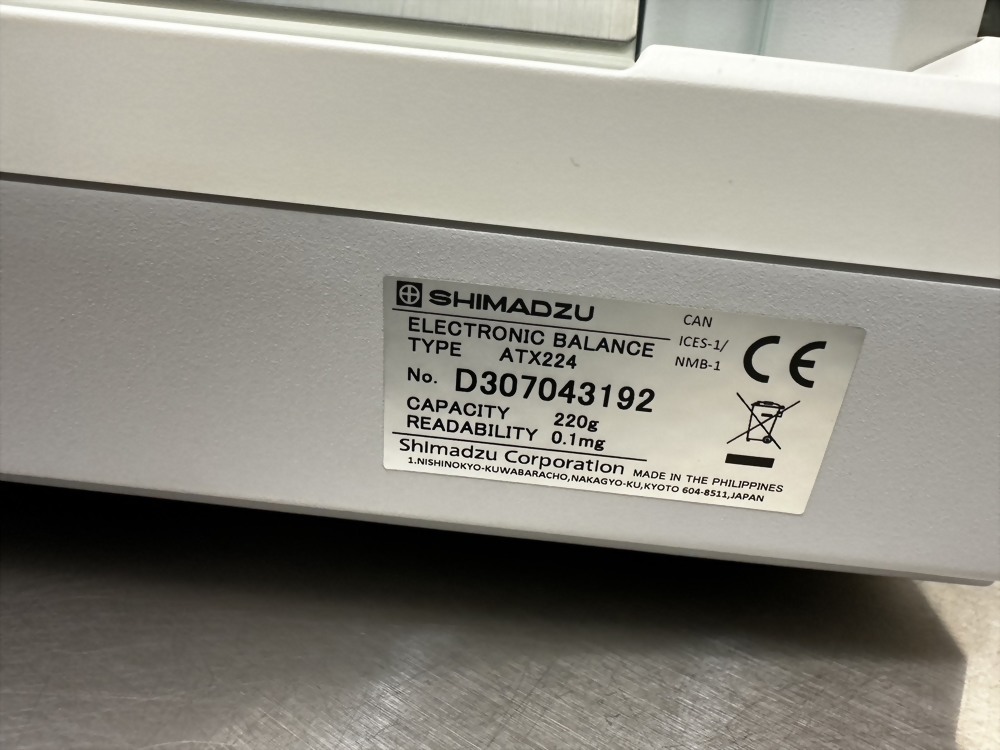 SHIMADZU
ELECTRONIC BALANCE
TYPE ATX224
No. D307043192
CAPACITY 220g
READABILITY 0.1mg
Shimadzu Corporation
MADE IN THE PHILIPPINES
1.NISHINOKYO-KUWABARACHO,NAKAGYO-KU,KYOTO 604-8511,JAPAN
CAN
ICES-1/
NMB-1
CE